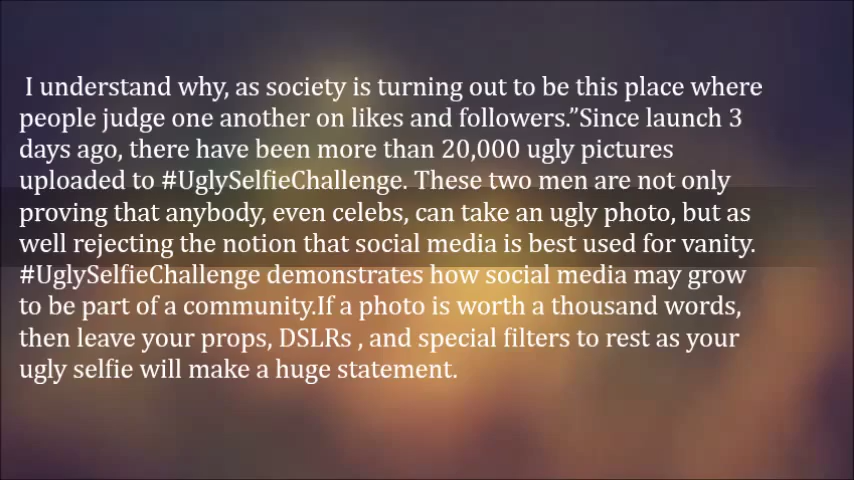 I understand why, as society is turning out to be this place where
people judge one another on likes and followers.”Since launch 3
days ago, there have been more than 20,000 ugly pictures
uploaded to #UglySelfieChallenge. These two men are not only
proving that anybody, even celebs, can take an ugly photo, but as
well rejecting the notion that social media is best used for vanity.
#UglySelfieChallenge demonstrates how social media may grow
to be part of a community.If a photo is worth a thousand words,
then leave your props, DSLRs , and special filters to rest as your
ugly selfie will make a huge statement.